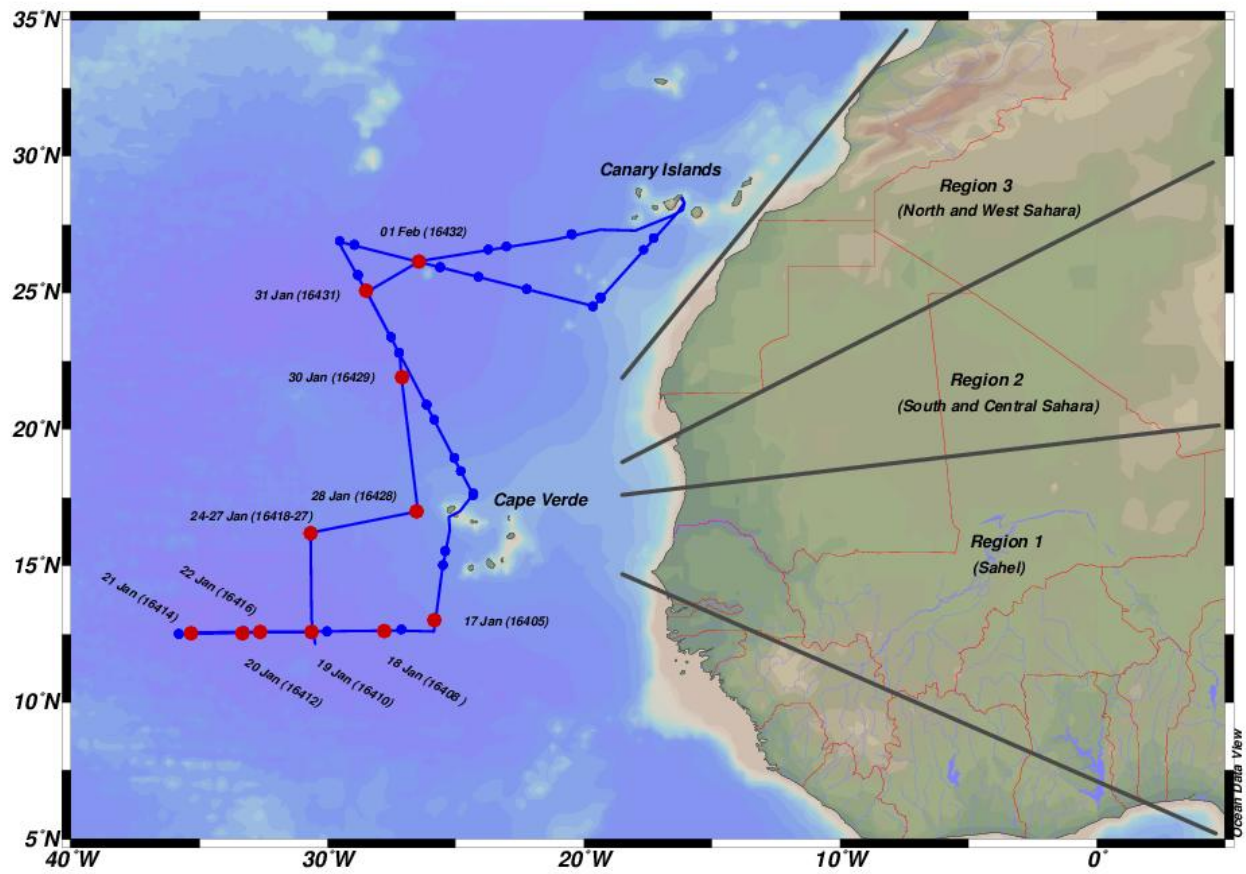 35°N
30°N
25°N
20°N
15°N
10°N
5°N
40°W
30°W
20°W
10°W
0°
Canary Islands
Region 3
(North and West Sahara)
01 Feb (16432)
31 Jan (16431)
30 Jan (16429)
Region 2
(South and Central Sahara)
28 Jan (16428)
Cape Verde
24-27 Jan (16418-27)
Region 1
(Sahel)
22 Jan (16416)
21 Jan (16414)
17 Jan (16405)
20 Jan (16412)
19 Jan (16410)
18 Jan (16408)
Ocean Data View